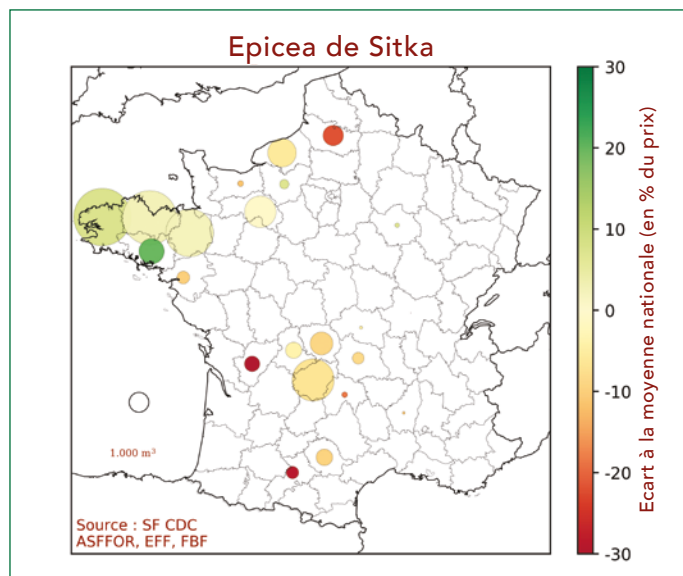 Epicea de Sitka
30
20
10
0
-10
-20
-30
Ecart à la moyenne nationale (en % du prix)
1.000 m³
Source : SF CDC
ASFFOR, EFF, FBF